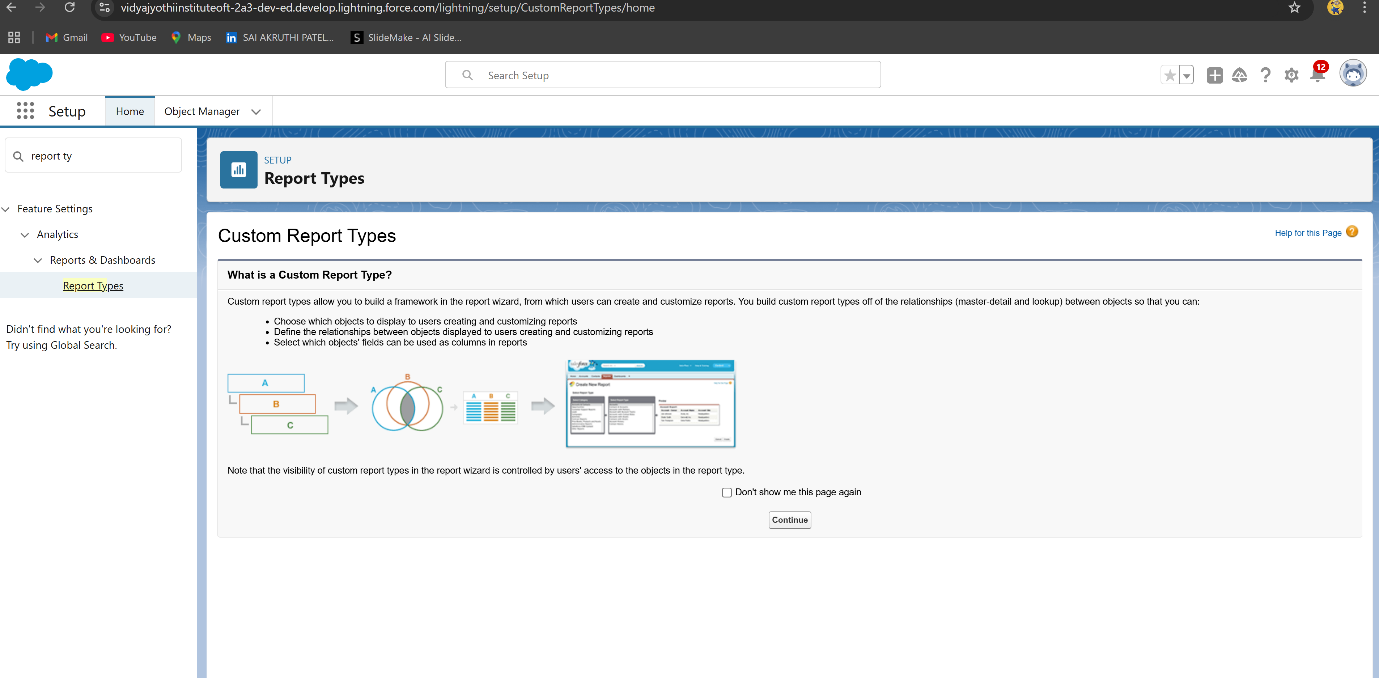 vidyajyothiinstituteoft-2a3-dev-ed.develop.lightning.force.com/lightning/setup/CustomReportTypes/home
Gmail
YouTube
Maps
in SAI AKRUTHI PATEL...
S SlideMake - AI Slide...
Search Setup
12
Setup
Home
Object Manager
report ty
Feature Settings
Analytics
Reports & Dashboards
Report Types
Didn't find what you're looking for?
Try using Global Search.
SETUP
Report Types
Custom Report Types
Help for this Page ?
What is a Custom Report Type?
Custom report types allow you to build a framework in the report wizard, from which users can create and customize reports. You build custom report types off of the relationships (master-detail and lookup) between objects so that you can:
• Choose which objects to display to users creating and customizing reports
• Define the relationships between objects displayed to users creating and customizing reports
• Select which objects' fields can be used as columns in reports
A
B
C
A B C
A B C
Create New Report
Note that the visibility of custom report types in the report wizard is controlled by users' access to the objects in the report type.
Don't show me this page again
Continue